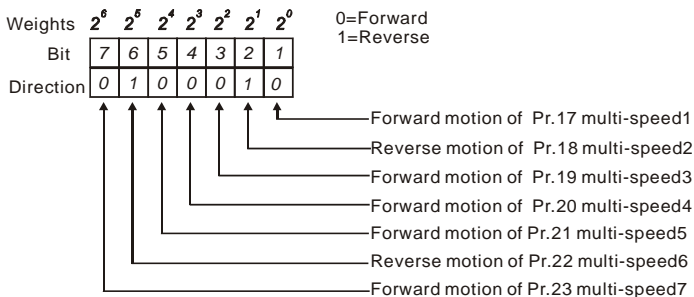 Weights 2^6 2^5 2^4 2^3 2^2 2^1 2^0 0=Forward
1=Reverse
Bit 7 6 5 4 3 2 1
Direction 0 1 0 0 0 1 0
Forward motion of Pr.17 multi-speed1
Reverse motion of Pr.18 multi-speed2
Forward motion of Pr.19 multi-speed3
Forward motion of Pr.20 multi-speed4
Forward motion of Pr.21 multi-speed5
Reverse motion of Pr.22 multi-speed6
Forward motion of Pr.23 multi-speed7